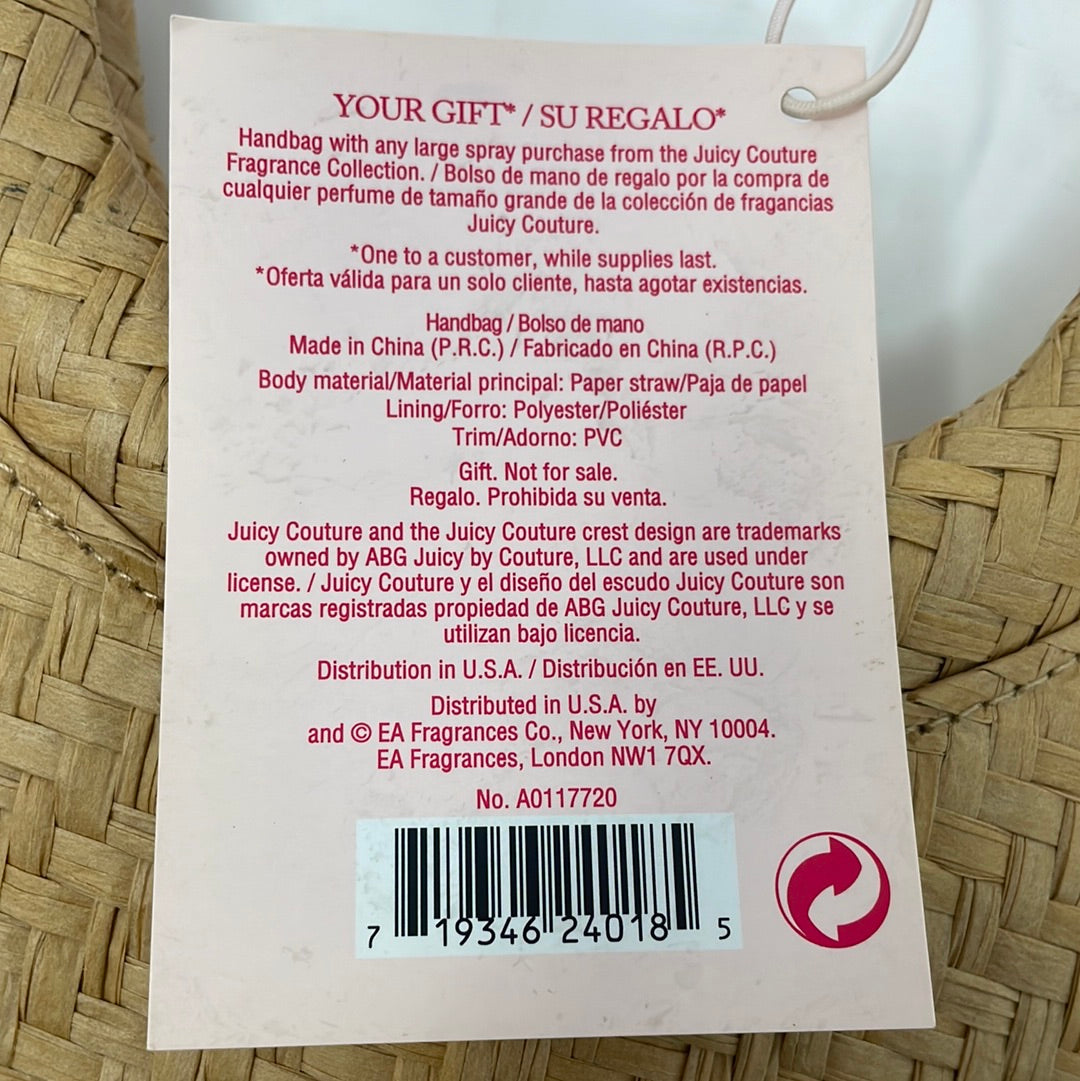 YOUR GIFT* / SU REGALO*
Handbag with any large spray purchase from the Juicy Couture
Fragrance Collection. / Bolso de mano de regalo por la compra de
cualquier perfume de tamaño grande de la colección de fragancias
Juicy Couture.
*One to a customer, while supplies last.
*Oferta válida para un solo cliente, hasta agotar existencias.
Handbag / Bolso de mano
Made in China (P.R.C.) / Fabricado en China (R.P.C.)
Body material/Material principal: Paper straw/Paja de papel
Lining/Forro: Polyester/Poliéster
Trim/Adorno: PVC
Gift. Not for sale.
Regalo. Prohibida su venta.
Juicy Couture and the Juicy Couture crest design are trademarks
owned by ABG Juicy by Couture, LLC and are used under
license. / Juicy Couture y el diseño del escudo Juicy Couture son
marcas registradas propiedad de ABG Juicy Couture, LLC y se
utilizan bajo licencia.
Distribution in U.S.A. / Distribución en EE. UU.
Distributed in U.S.A. by
and © EA Fragrances Co., New York, NY 10004.
EA Fragrances, London NW1 7QX.
No. A0117720
7 19346 24018 5